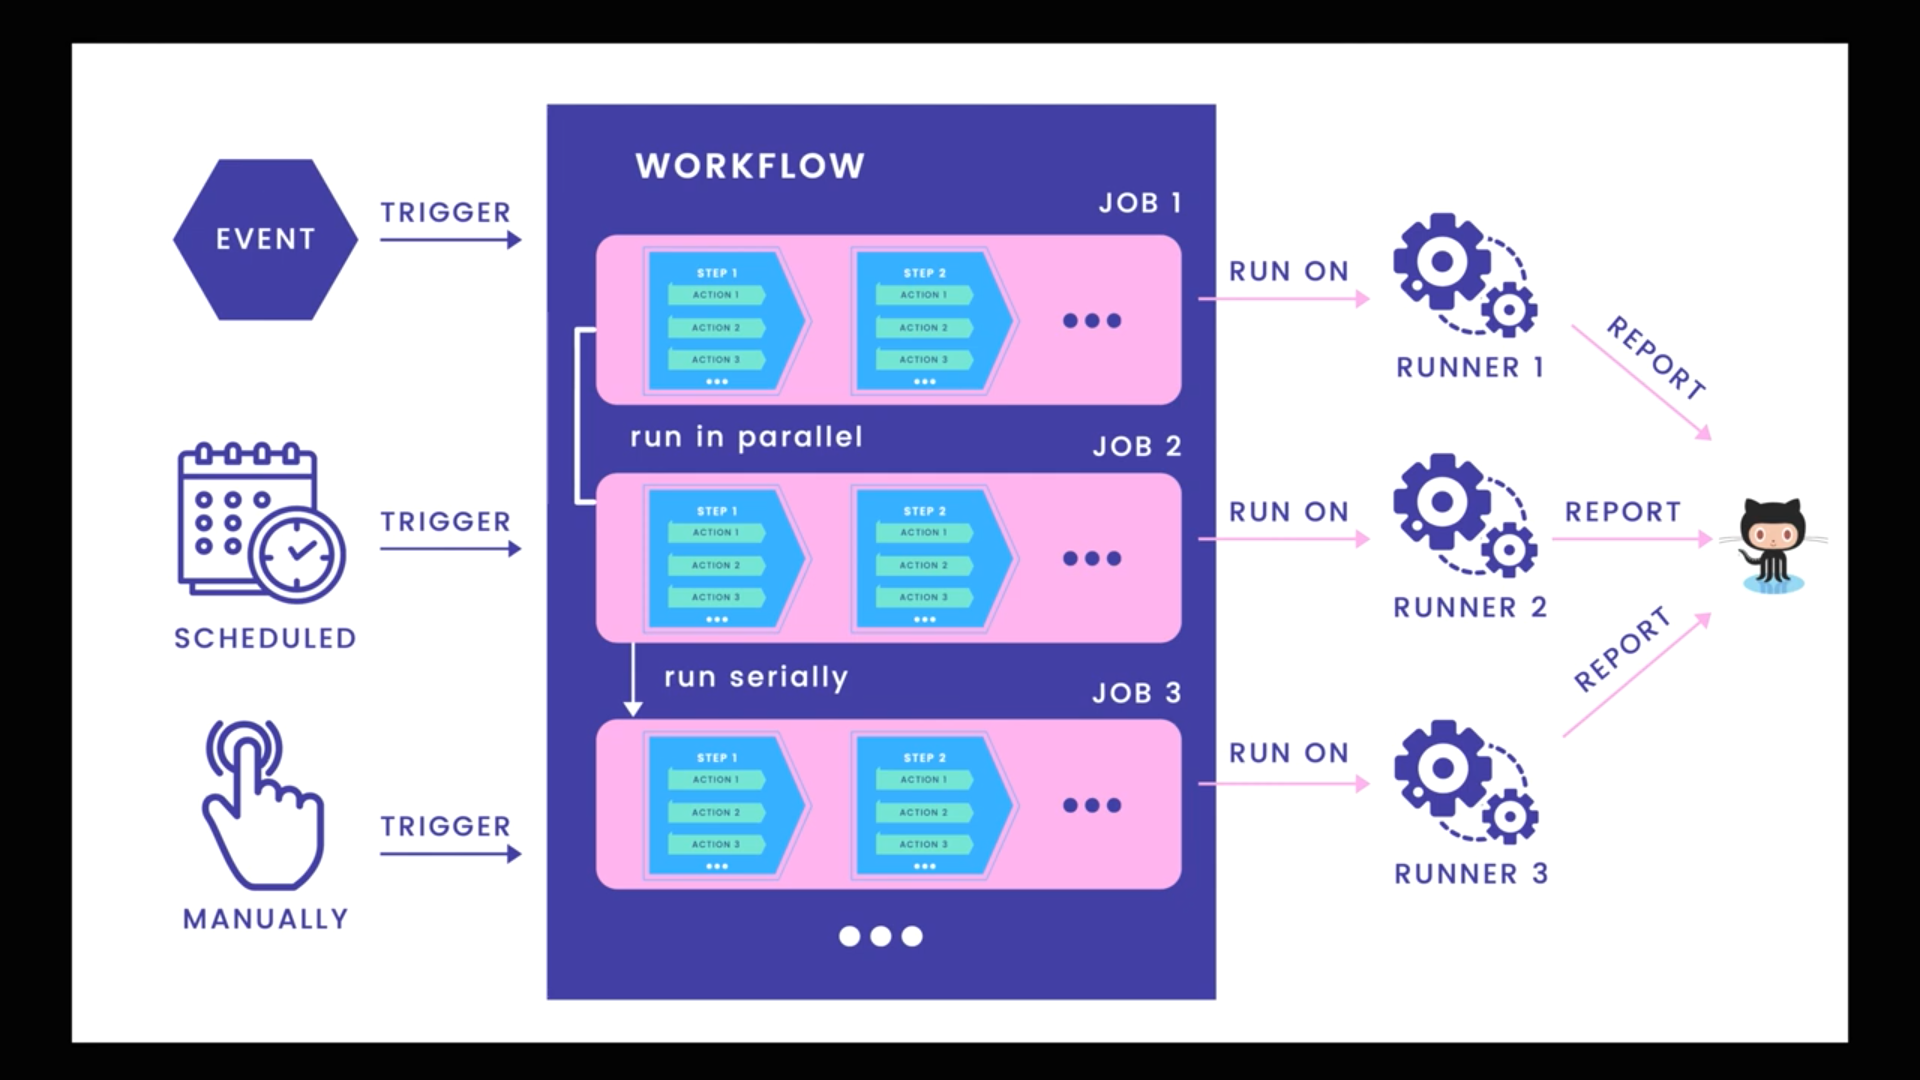 EVENT
TRIGGER
SCHEDULED
TRIGGER
MANUALLY
TRIGGER
WORKFLOW
JOB 1
STEP 1
ACTION 1
ACTION 2
ACTION 3
STEP 2
ACTION 1
ACTION 2
ACTION 3
run in parallel
JOB 2
STEP 1
ACTION 1
ACTION 2
ACTION 3
STEP 2
ACTION 1
ACTION 2
ACTION 3
run serially
JOB 3
STEP 1
ACTION 1
ACTION 2
ACTION 3
STEP 2
ACTION 1
ACTION 2
ACTION 3
RUN ON
RUNNER 1
REPORT
RUN ON
RUNNER 2
REPORT
RUN ON
RUNNER 3
REPORT